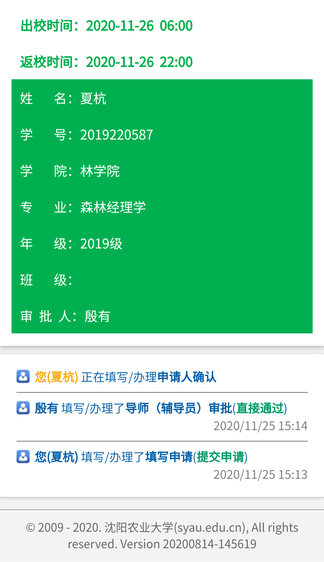 出校时间：2020-11-26 06:00
返校时间：2020-11-26 22:00
姓 名：夏杭
学 号：2019220587
学 院：林学院
专 业：森林经理学
年 级：2019级
班 级：
审 批 人：殷有
您(夏杭) 正在填写/办理申请人确认
殷有 填写/办理了导师（辅导员）审批(直接通过)
2020/11/25 15:14
您(夏杭) 填写/办理了填写申请(提交申请)
2020/11/25 15:13
© 2009 - 2020. 沈阳农业大学(syau.edu.cn), All rights
reserved. Version 20200814-145619